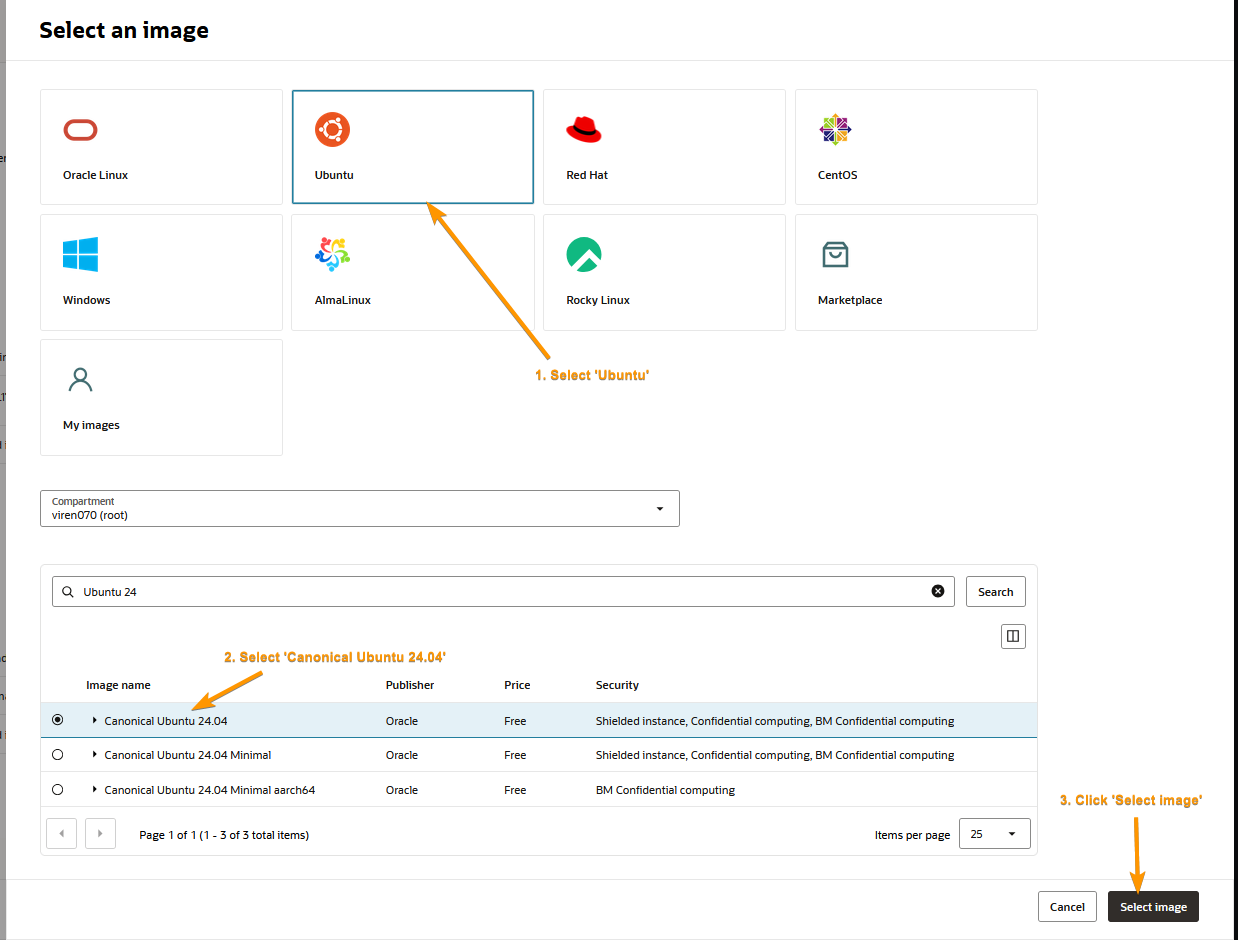 Select an image
Oracle Linux
Ubuntu
Red Hat
CentOS
Windows
AlmaLinux
Rocky Linux
Marketplace
1. Select 'Ubuntu'
My images
Compartment
viren070 (root)
Ubuntu 24
Search
2. Select 'Canonical Ubuntu 24.04'
Image name Publisher Price Security
Canonical Ubuntu 24.04 Oracle Free Shielded instance, Confidential computing, BM Confidential computing
Canonical Ubuntu 24.04 Minimal Oracle Free Shielded instance, Confidential computing, BM Confidential computing
Canonical Ubuntu 24.04 Minimal aarch64 Oracle Free BM Confidential computing
3. Click 'Select image'
Page 1 of 1 (1 - 3 of 3 total items)
Items per page 25
Cancel
Select image